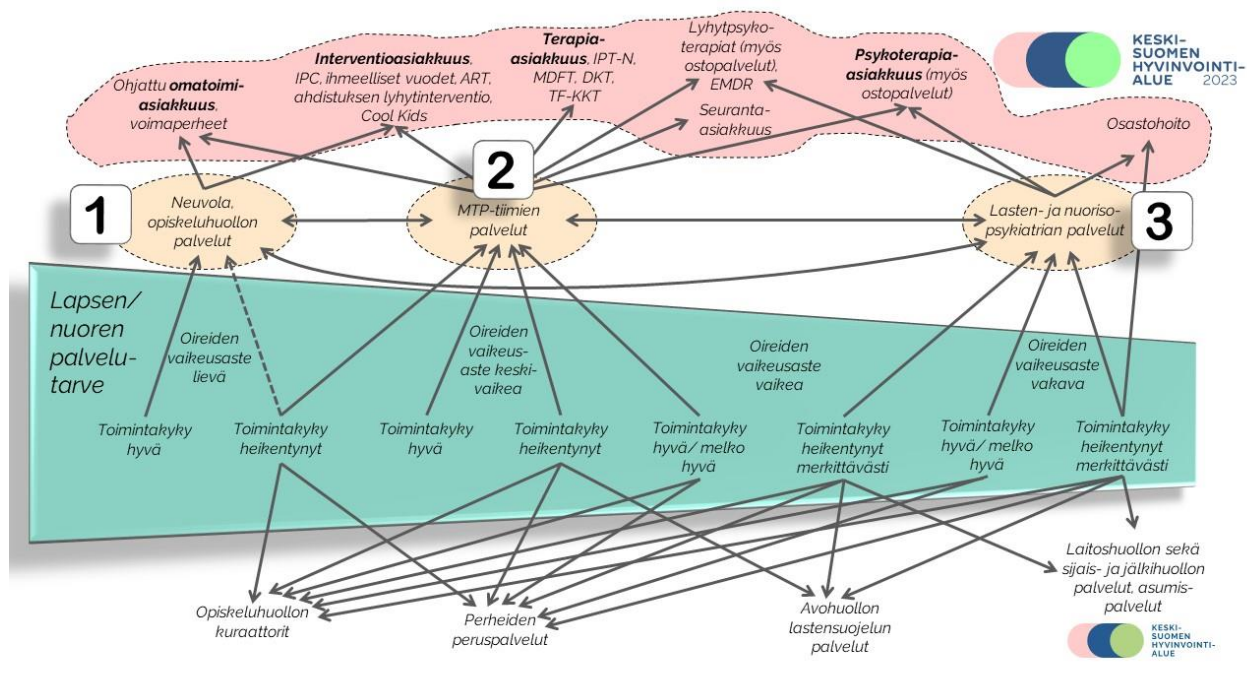 Ohjattu omatoimi-
asiakkuus,
voimaperheet
Interventioasiakkuus,
IPC, ihmeelliset vuodet, ART,
ahdistuksen lyhytinterventio,
Cool Kids
Terapia-
asiakkuus, IPT-N,
MDFT, DKT,
TF-KKT
Lyhytpsyko-
terapiat (myös
ostopalvelut),
EMDR
Seuranta-
asiakkuus
Psykoterapia-
asiakkuus (myös
ostopalvelut)
Osastohoito
KESKI-
SUOMEN
HYVINVOINTI-
ALUE 2023
1
Neuvola,
opiskeluhuollon
palvelut
2
MTP-tiimien
palvelut
Lasten- ja nuoriso-
psykiatrian palvelut
3
Lapsen/
nuoren
palvelu-
tarve
Oireiden
vaikeusaste
lievä
Oireiden
vaikeus-
aste keski-
vaikea
Oireiden
vaikeusaste
vaikea
Oireiden
vaikeusaste
vakava
Toimintakyky
hyvä
Toimintakyky
heikentynyt
Toimintakyky
hyvä
Toimintakyky
heikentynyt
Toimintakyky
hyvä/ melko
hyvä
Toimintakyky
heikentynyt
merkittävästi
Toimintakyky
hyvä/ melko
hyvä
Toimintakyky
heikentynyt
merkittävästi
Opiskeluhuollon
kuraattorit
Perheiden
peruspalvelut
Avohuollon
lastensuojelun
palvelut
Laitoshuollon sekä
sijais- ja jälkihuollon
palvelut, asumis-
palvelut
KESKI-
SUOMEN
HYVINVOINTI-
ALUE